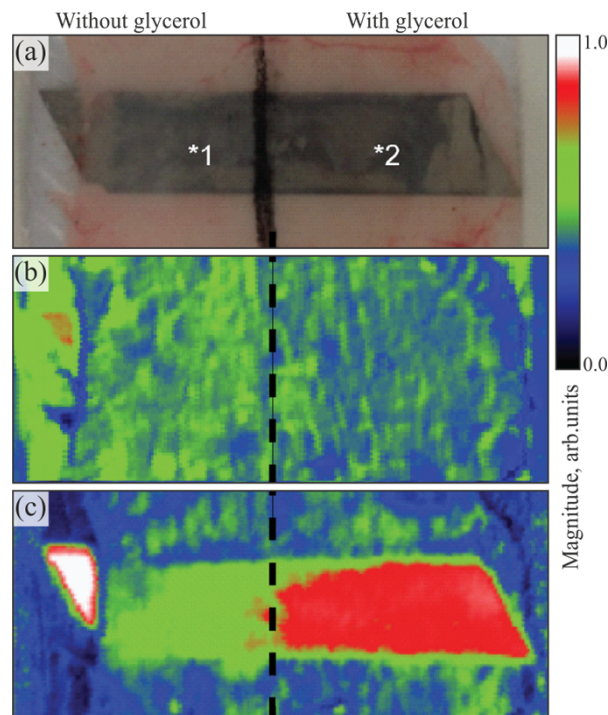 Without glycerol With glycerol
(a)
1.0
*1 *2
(b)
0.0
Magnitude, arb.units
(c)